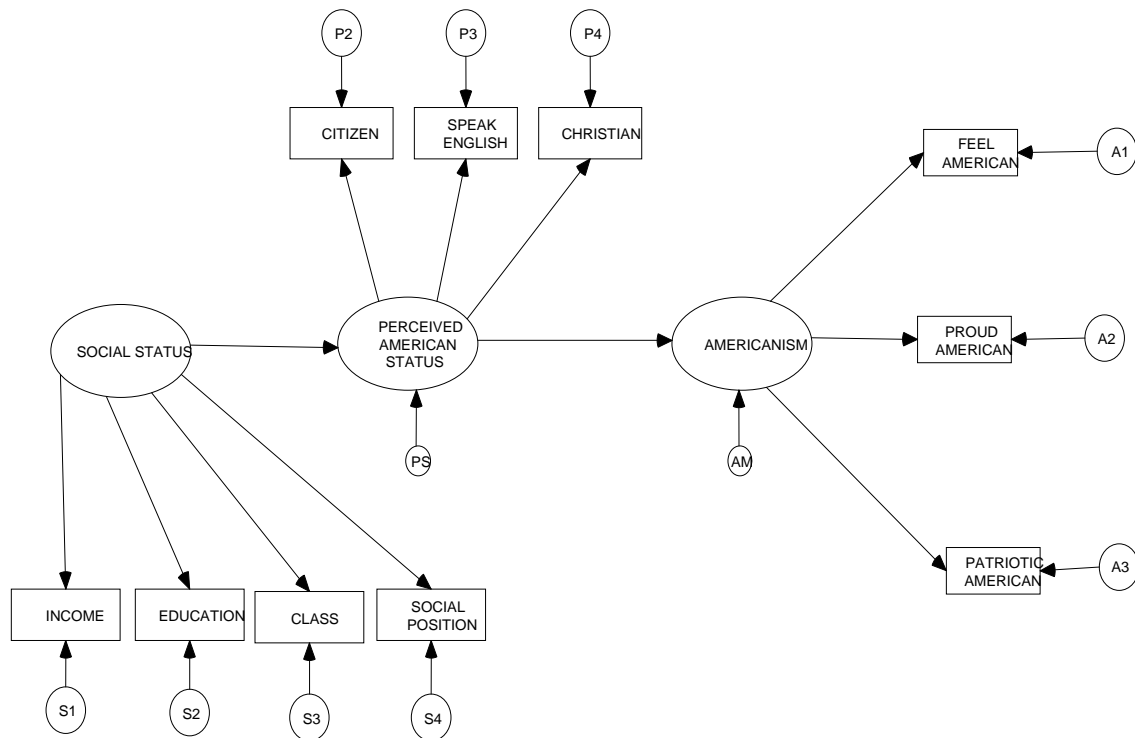 P2
P3
P4
CITIZEN
SPEAK
ENGLISH
CHRISTIAN
FEEL
AMERICAN
A1
SOCIAL STATUS
PERCEIVED
AMERICAN
STATUS
AMERICANISM
PROUD
AMERICAN
A2
PS
AM
PATRIOTIC
AMERICAN
A3
INCOME
EDUCATION
CLASS
SOCIAL
POSITION
S1
S2
S3
S4